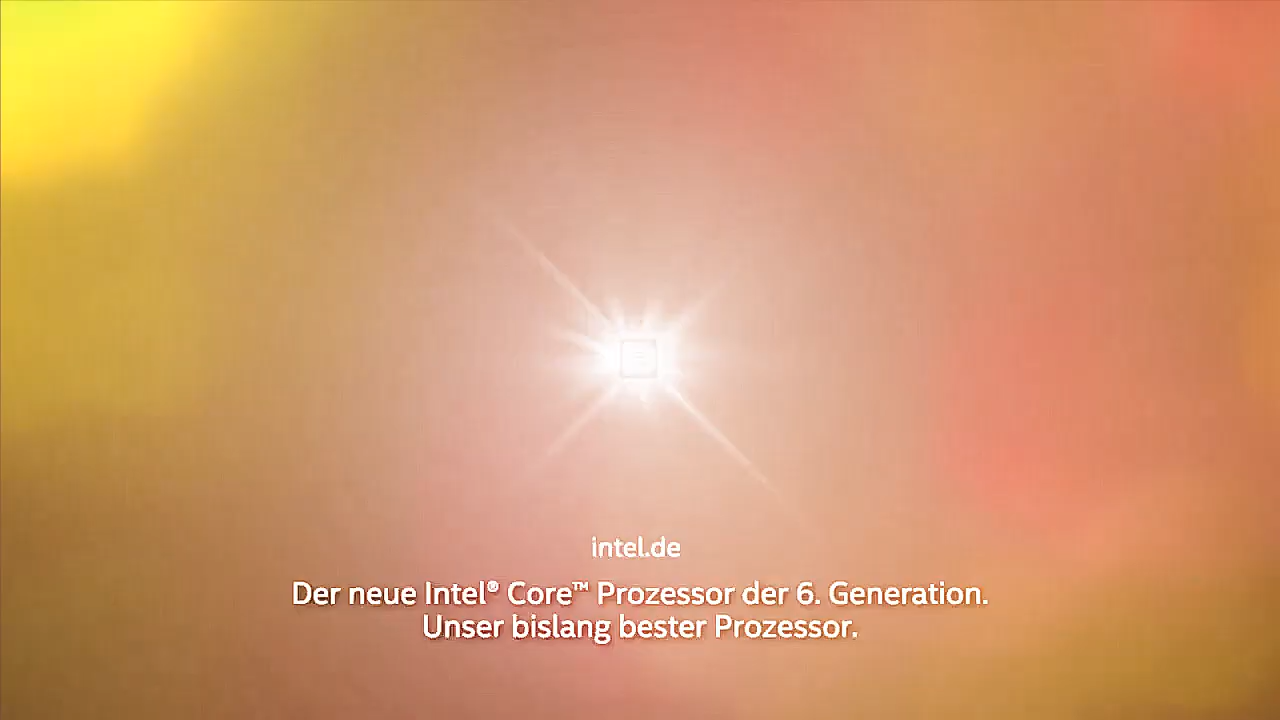 intel.de
Der neue Intel® Core™ Prozessor der 6. Generation.
Unser bislang bester Prozessor.